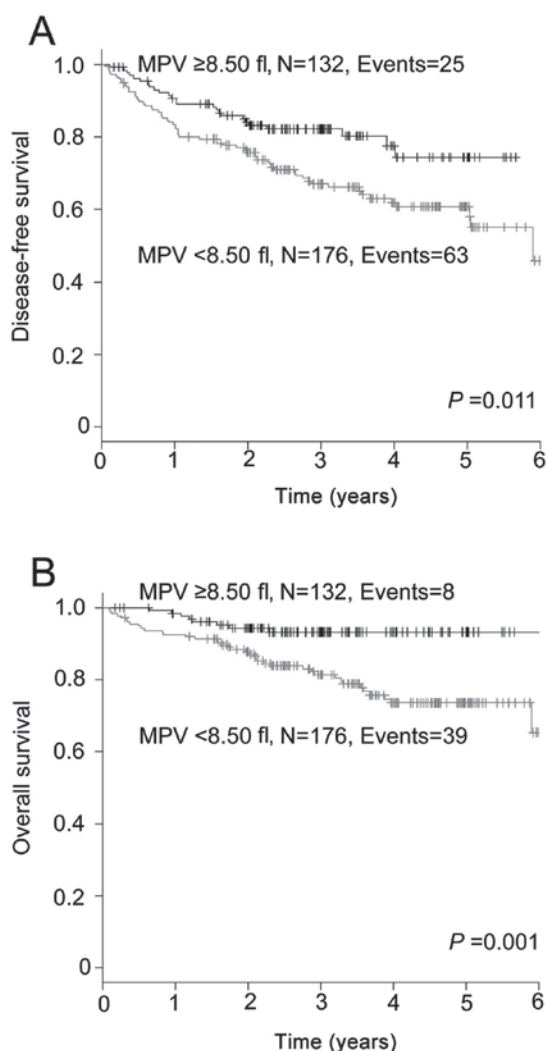 A
MPV ≥8.50 fl, N=132, Events=25
1.0
0.8
0.6
0.4
0.2
0
Disease-free survival
MPV <8.50 fl, N=176, Events=63
P =0.011
0 1 2 3 4 5 6
Time (years)
B
MPV ≥8.50 fl, N=132, Events=8
1.0
0.8
0.6
0.4
0.2
0
Overall survival
MPV <8.50 fl, N=176, Events=39
P =0.001
0 1 2 3 4 5 6
Time (years)